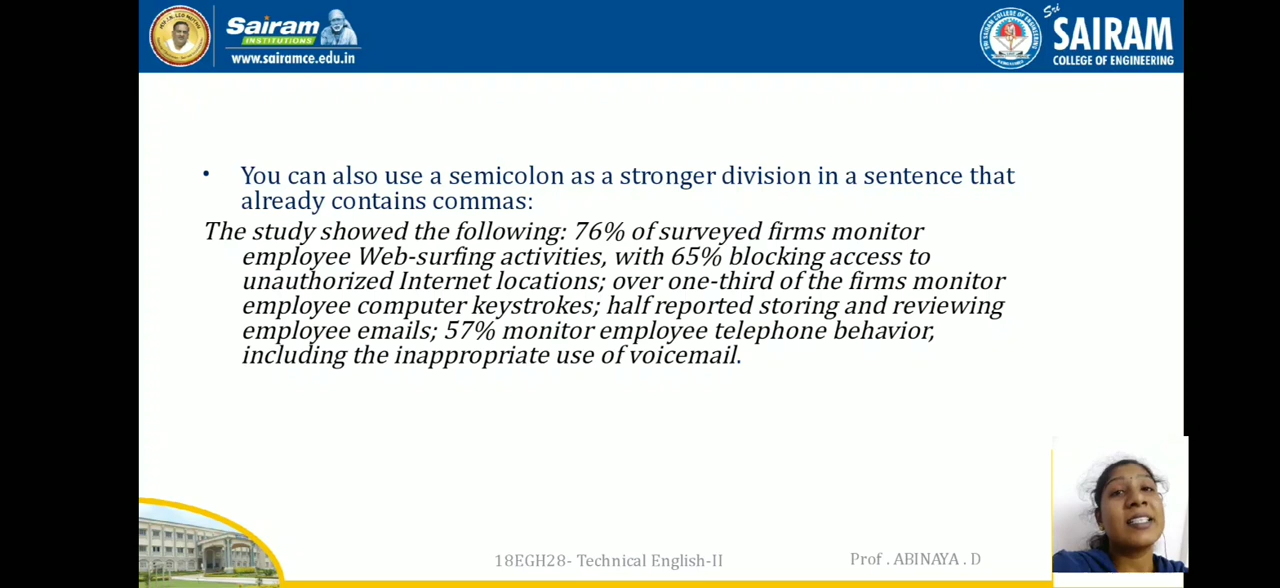 Sairam
INSTITUTIONS
www.sairamce.edu.in
Sri
SAIRAM
COLLEGE OF ENGINEERING
• You can also use a semicolon as a stronger division in a sentence that
already contains commas:
The study showed the following: 76% of surveyed firms monitor
employee Web-surfing activities, with 65% blocking access to
unauthorized Internet locations; over one-third of the firms monitor
employee computer keystrokes; half reported storing and reviewing
employee emails; 57% monitor employee telephone behavior,
including the inappropriate use of voicemail.
18EGH28- Technical English-II
Prof . ABINAYA . D